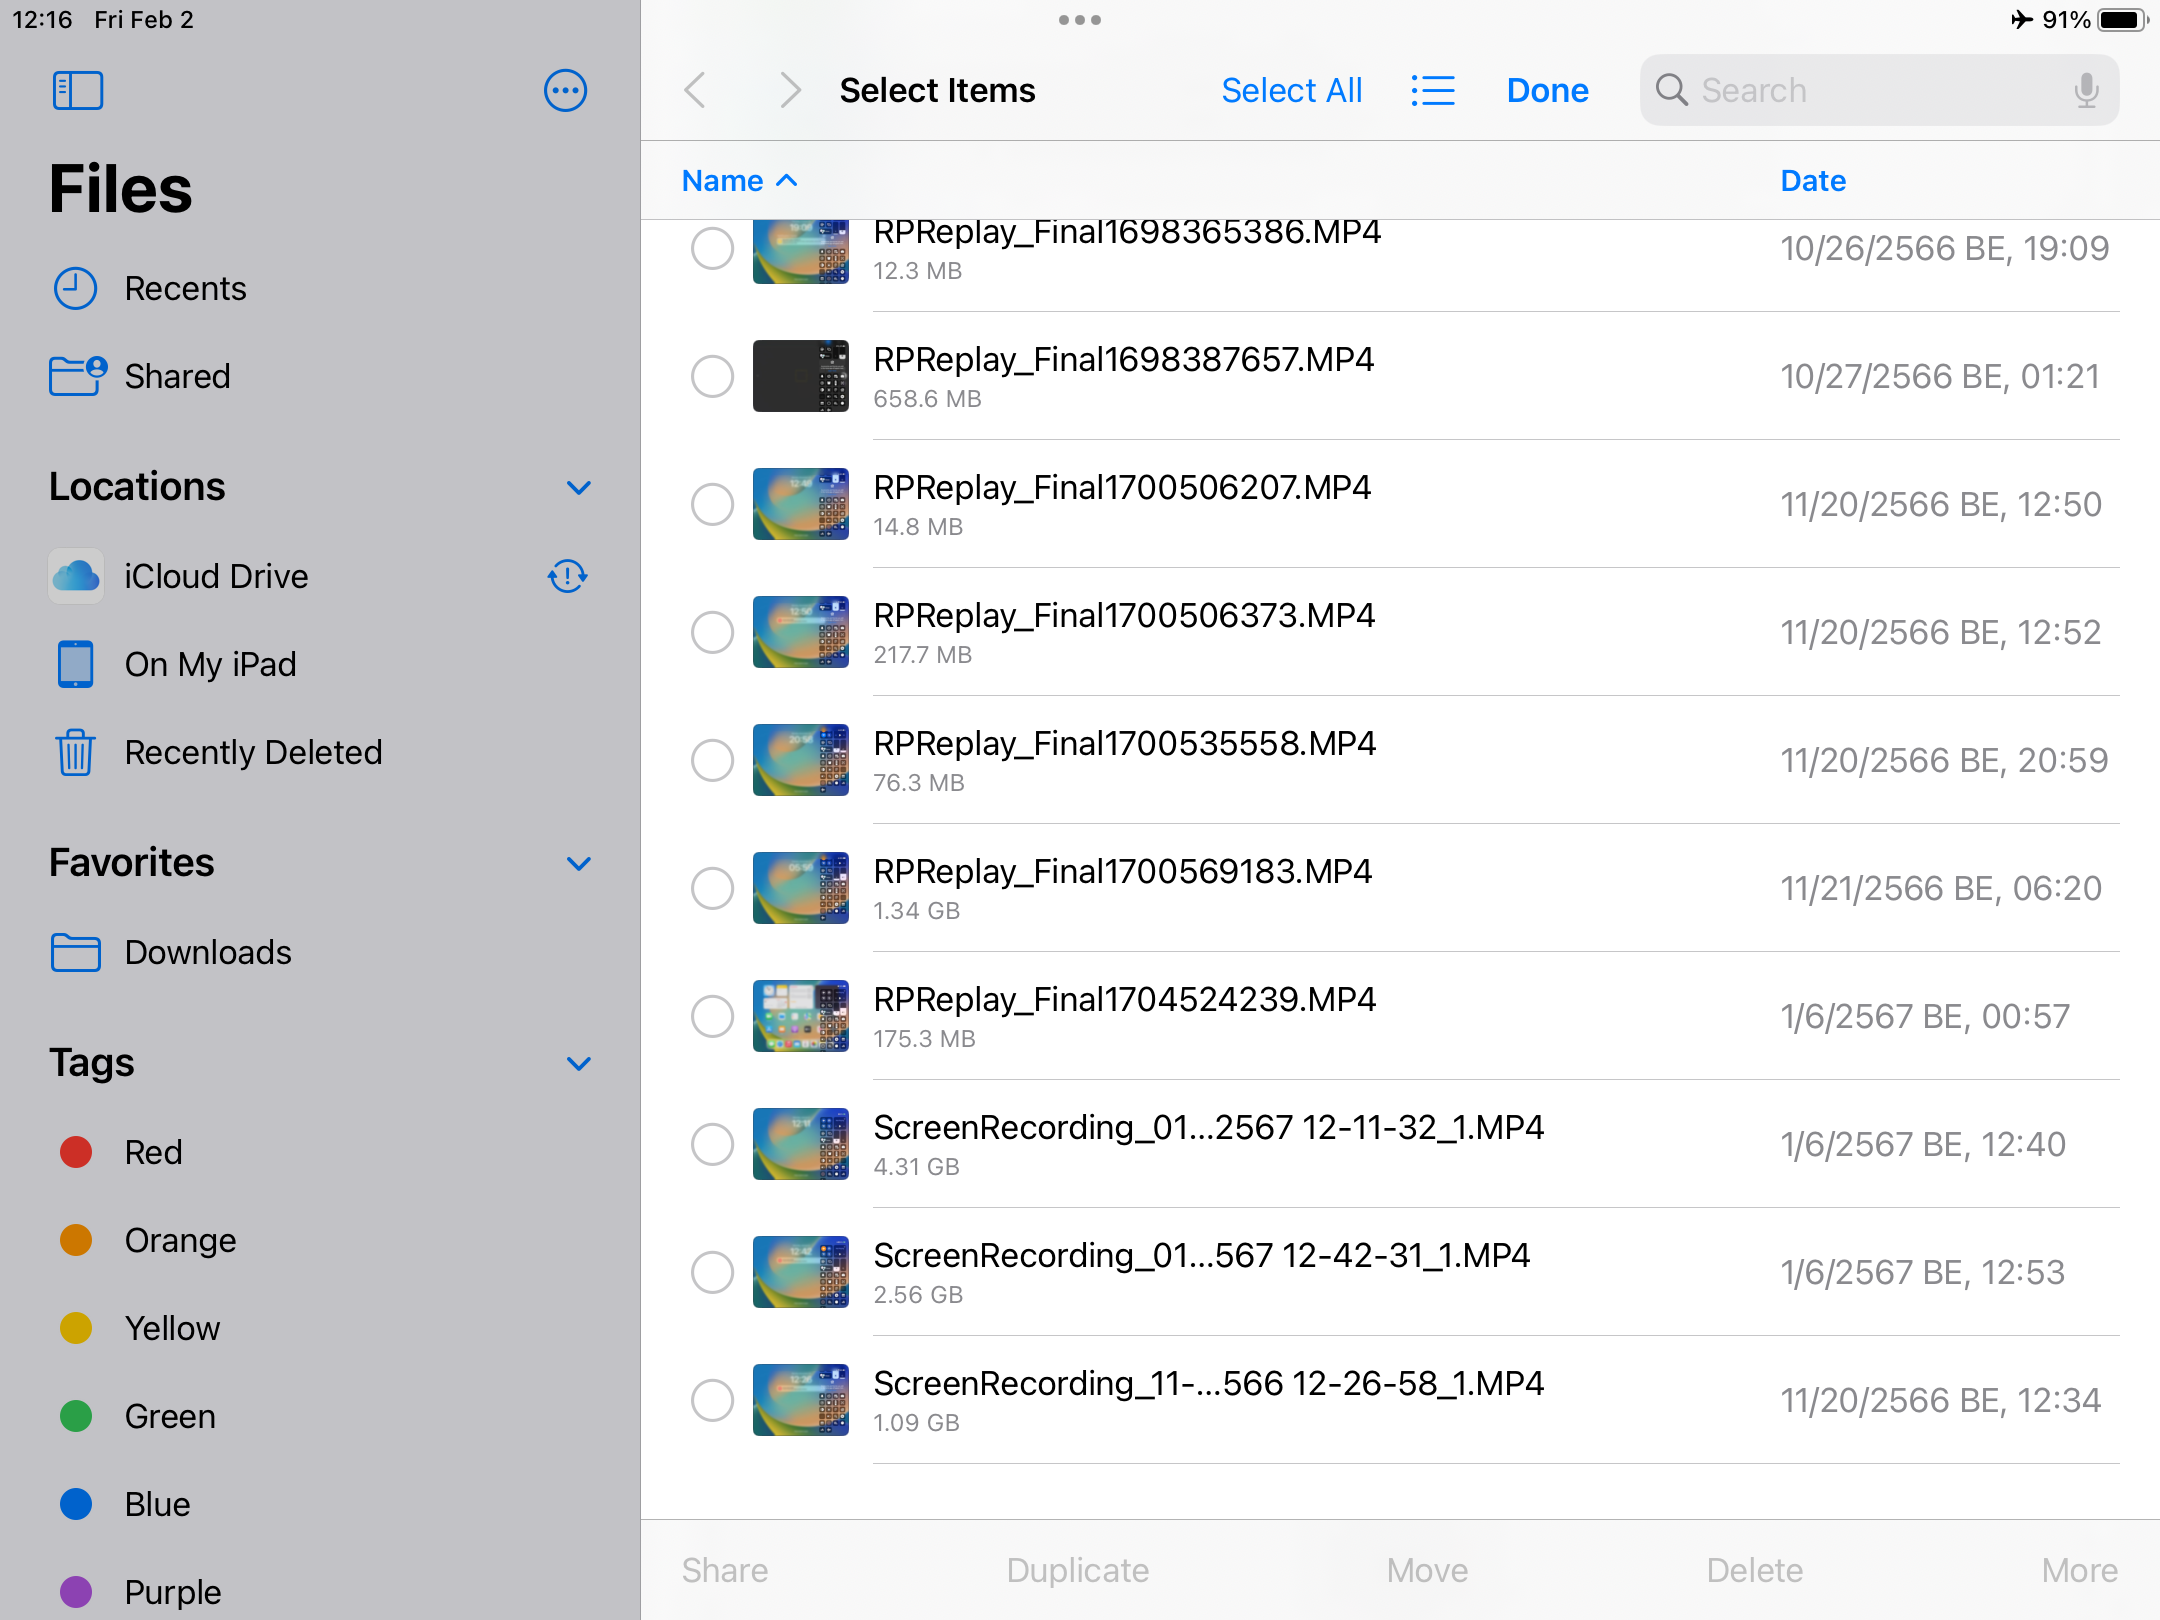 12:16 Fri Feb 2
91%
Files
Recents
Shared
Locations
iCloud Drive
On My iPad
Recently Deleted
Favorites
Downloads
Tags
Red
Orange
Yellow
Green
Blue
Purple
Select Items
Select All
Done
Search
Name
Date
RPReplay_Final1698365386.MP4
12.3 MB
10/26/2566 BE, 19:09
RPReplay_Final1698387657.MP4
658.6 MB
10/27/2566 BE, 01:21
RPReplay_Final1700506207.MP4
14.8 MB
11/20/2566 BE, 12:50
RPReplay_Final1700506373.MP4
217.7 MB
11/20/2566 BE, 12:52
RPReplay_Final1700535558.MP4
76.3 MB
11/20/2566 BE, 20:59
RPReplay_Final1700569183.MP4
1.34 GB
11/21/2566 BE, 06:20
RPReplay_Final1704524239.MP4
175.3 MB
1/6/2567 BE, 00:57
ScreenRecording_01...2567 12-11-32_1.MP4
4.31 GB
1/6/2567 BE, 12:40
ScreenRecording_01...567 12-42-31_1.MP4
2.56 GB
1/6/2567 BE, 12:53
ScreenRecording_11-...566 12-26-58_1.MP4
1.09 GB
11/20/2566 BE, 12:34
Share
Duplicate
Move
Delete
More